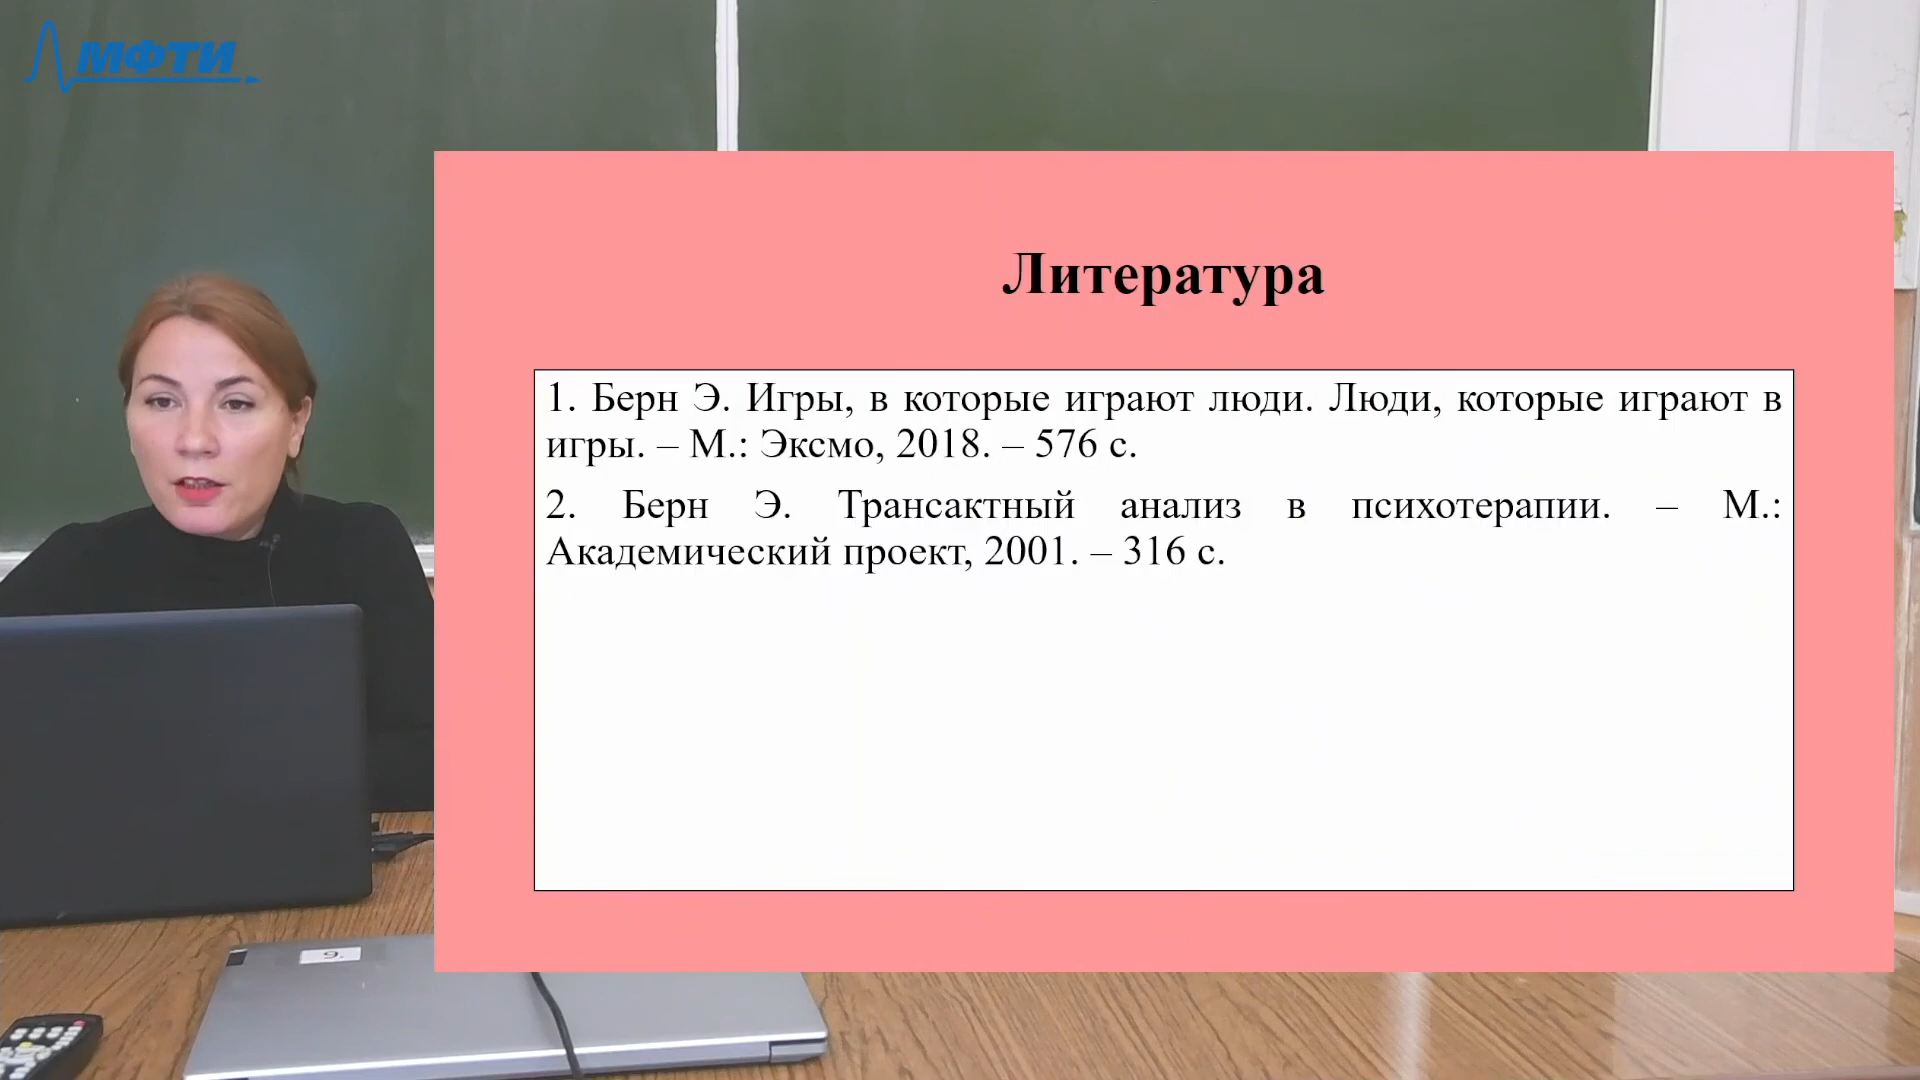 МФТИ
Литература
1. Берн Э. Игры, в которые играют люди. Люди, которые играют в
игры. – М.: Эксмо, 2018. – 576 с.
2. Берн Э. Трансактный анализ в психотерапии. – М.:
Академический проект, 2001. – 316 с.
9.